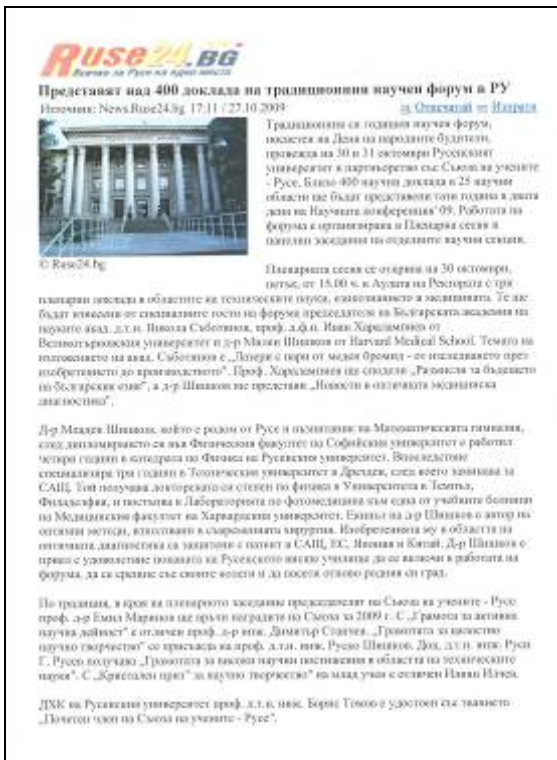 Ruse24.BG
Всичко за Русе на едно място
Представят над 400 доклада на традиционния научен форум в РУ
Източник: News.Ruse24.bg 17:11 / 27.10.2009
Отпечатай Изпрати
Традиционния си годишен научен форум,
посветен на Деня на народните будители,
провежда на 30 и 31 октомври Русенският
университет в партньорство със Съюза на учените
- Русе. Близо 400 научни доклада в 25 научни
области ще бъдат представени тази година в двата
дена на Научната конференция' 09. Работата на
форума е организирана в Пленарна сесия и
панелни заседания на отделните научни секции.
© Ruse24.bg
Пленарната сесия се открива на 30 октомври,
петък, от 15.00 ч. в Аулата на Ректората с три
пленарни доклада в областите на техническите науки, езикознанието и медицината. Те ще
бъдат изнесени от специалните гости на форума председателя на Българската академия на
науките акад. д.т.н. Никола Съботинов, проф. д.ф.н. Иван Харалампиев от
Великотърновския университет и д-р Младен Шишков от Harvard Medical School. Темата на
изложението на акад. Съботинов е „Лазери с пари от меден бромид - от изследването през
изобретението до производството". Проф. Харалампиев ще сподели „Размисли за бъдещето
на българския език", а д-р Шишков ще представи „Новости в оптичната медицинска
диагностика".
Д-р Младен Шишков, който е родом от Русе и възпитаник на Математическата гимназия,
след дипломирането си във Физическия факултет на Софийския университет е работил
четири години в катедрата по Физика на Русенския университет. Впоследствие
специализира три години в Техническия университет в Дрезден, след което заминава за
САЩ. Той получава докторската си степен по физика в Университета в Темпъл,
Филаделфия, и постъпва в Лабораторията по фотомедицина към една от учебните болници
на Медицинския факултет на Харвардския университет. Екипът на д-р Шишков е автор на
оптични методи, използвани в съвременната хирургия. Изобретенията му в областта на
оптичната диагностика са защитени с патент в САЩ, ЕС, Япония и Китай. Д-р Шишков е
приел с удоволствие поканата на Русенското висше училище да се включи в работата на
форума, да се срещне със своите колеги и да посети отново родния си град.
По традиция, в края на пленарното заседание председателят на Съюза на учените - Русе
проф. д-р Емил Маринов ще връчи наградите на Съюза за 2009 г. С „Грамота за активна
научна дейност" е отличен проф. д-р инж. Димитър Станчев. „Грамотата за цялостно
научно творчество" се присъжда на проф. д.т.н. инж. Руско Шишков. Доц. д.т.н. инж. Руси
Г. Русев получава „Грамотата за високи научни постижения в областта на техническите
науки". С „Кристален приз" за научно творчество" на млад учен е отличен Илиян Илчев.
ДХК на Русенския университет проф. д.т.н. инж. Борис Томов е удостоен със званието
„Почетен член на Съюза на учените - Русе".